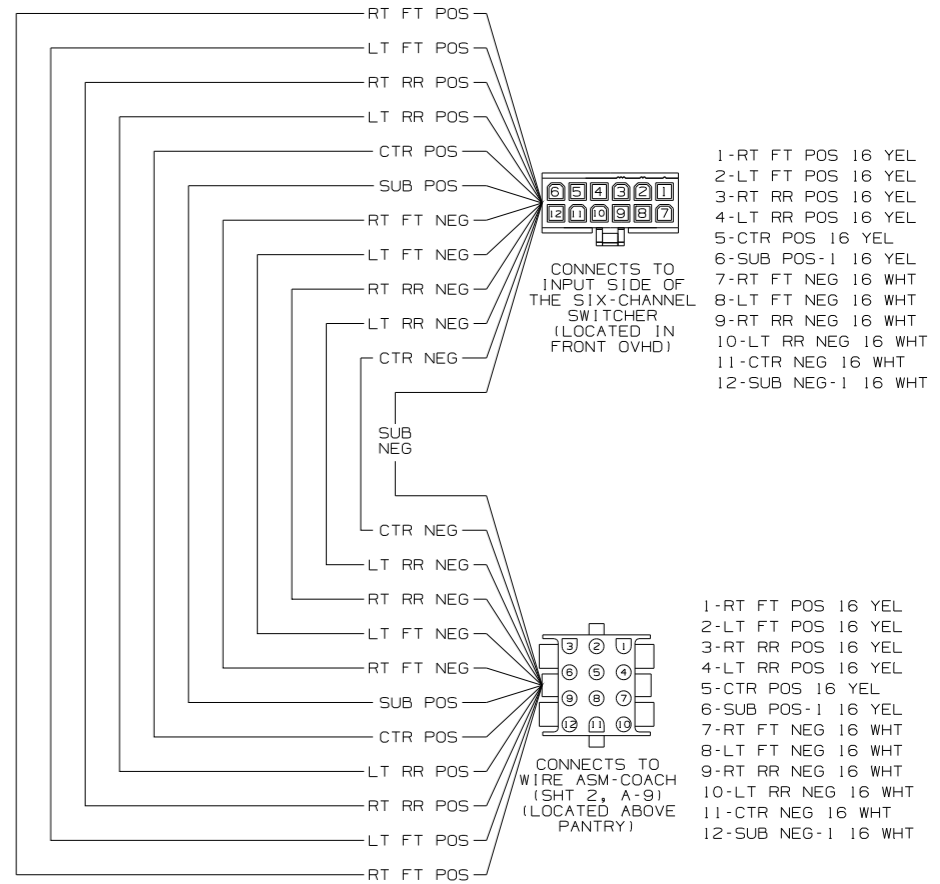 RT FT POS
LT FT POS
RT RR POS
LT RR POS
CTR POS
SUB POS
RT FT NEG
LT FT NEG
RT RR NEG
LT RR NEG
CTR NEG
SUB
NEG
6 5 4 3 2 1
12 11 10 9 8 7
CONNECTS TO
INPUT SIDE OF
THE SIX-CHANNEL
SWITCHER
(LOCATED IN
FRONT OVHD)
1-RT FT POS 16 YEL
2-LT FT POS 16 YEL
3-RT RR POS 16 YEL
4-LT RR POS 16 YEL
5-CTR POS 16 YEL
6-SUB POS-1 16 YEL
7-RT FT NEG 16 WHT
8-LT FT NEG 16 WHT
9-RT RR NEG 16 WHT
10-LT RR NEG 16 WHT
11-CTR NEG 16 WHT
12-SUB NEG-1 16 WHT
CTR NEG
LT RR NEG
RT RR NEG
LT FT NEG
RT FT NEG
SUB POS
CTR POS
LT RR POS
RT RR POS
LT FT POS
RT FT POS
3 2 1
6 5 4
9 8 7
12 11 10
CONNECTS TO
WIRE ASM-COACH
(SHT 2, A-9)
(LOCATED ABOVE
PANTRY)
1-RT FT POS 16 YEL
2-LT FT POS 16 YEL
3-RT RR POS 16 YEL
4-LT RR POS 16 YEL
5-CTR POS 16 YEL
6-SUB POS-1 16 YEL
7-RT FT NEG 16 WHT
8-LT FT NEG 16 WHT
9-RT RR NEG 16 WHT
10-LT RR NEG 16 WHT
11-CTR NEG 16 WHT
12-SUB NEG-1 16 WHT